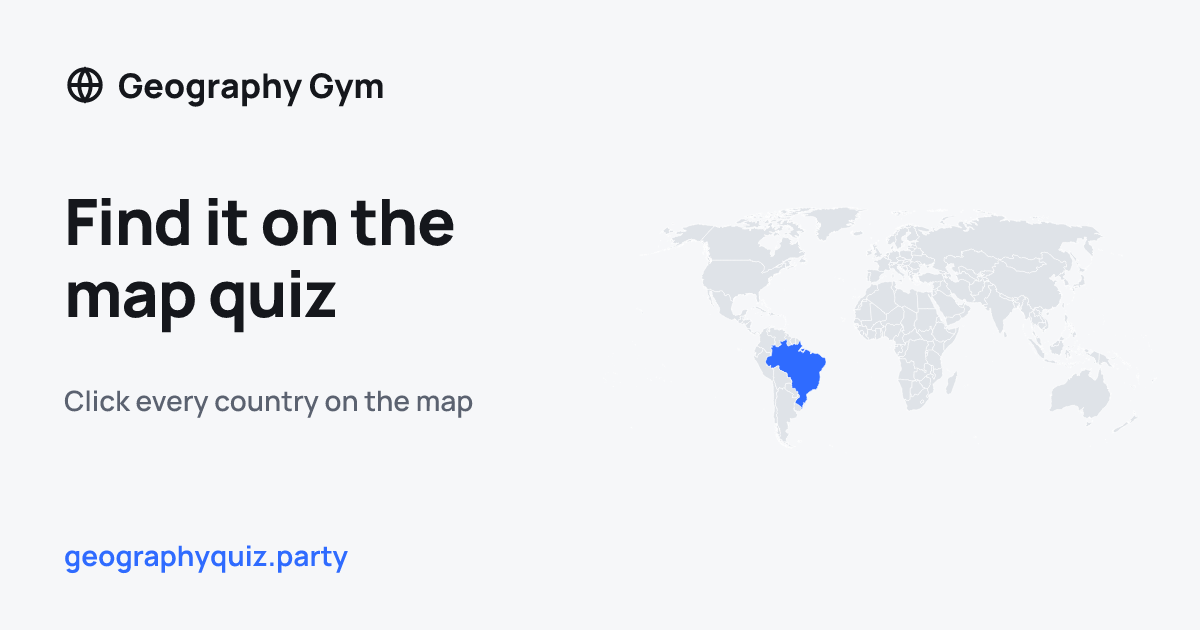 Geography Gym
Find it on the
map quiz
Click every country on the map
geographyquiz.party